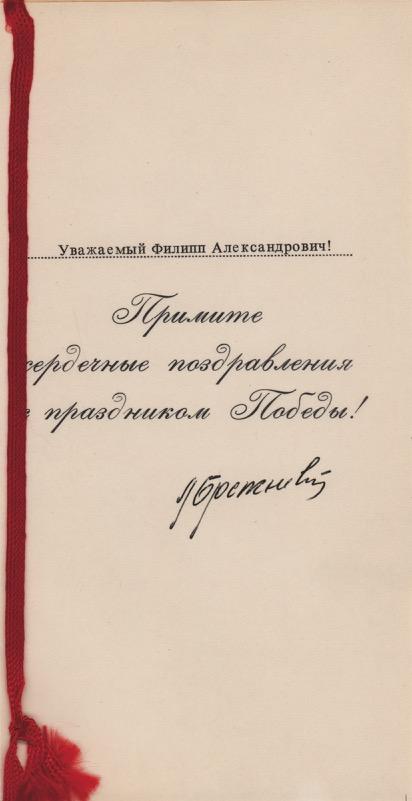 Уважаемый Филипп Александрович!
Примите
сердечные поздравления
с праздником Победы!
ЛБрежнев